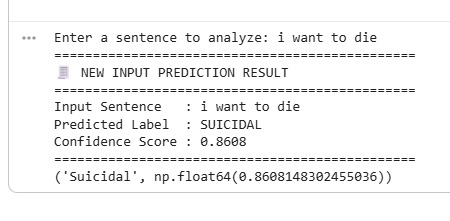 Enter a sentence to analyze: i want to die
===============================================
🧾 NEW INPUT PREDICTION RESULT
===============================================
Input Sentence   : i want to die
Predicted Label  : SUICIDAL
Confidence Score : 0.8608
===============================================
('Suicidal', np.float64(0.8608148302455036))